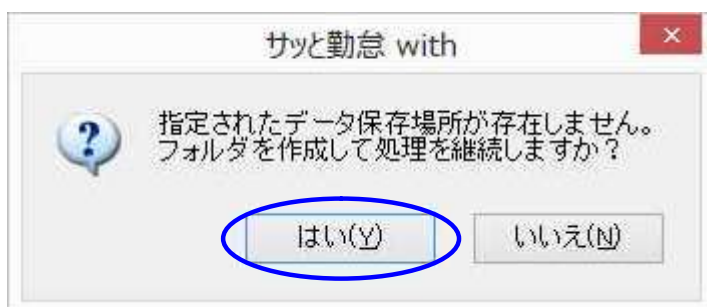 サッと勤怠 with
指定されたデータ保存場所が存在しません。
フォルダを作成して処理を継続しますか？
はい(Y)
いいえ(N)